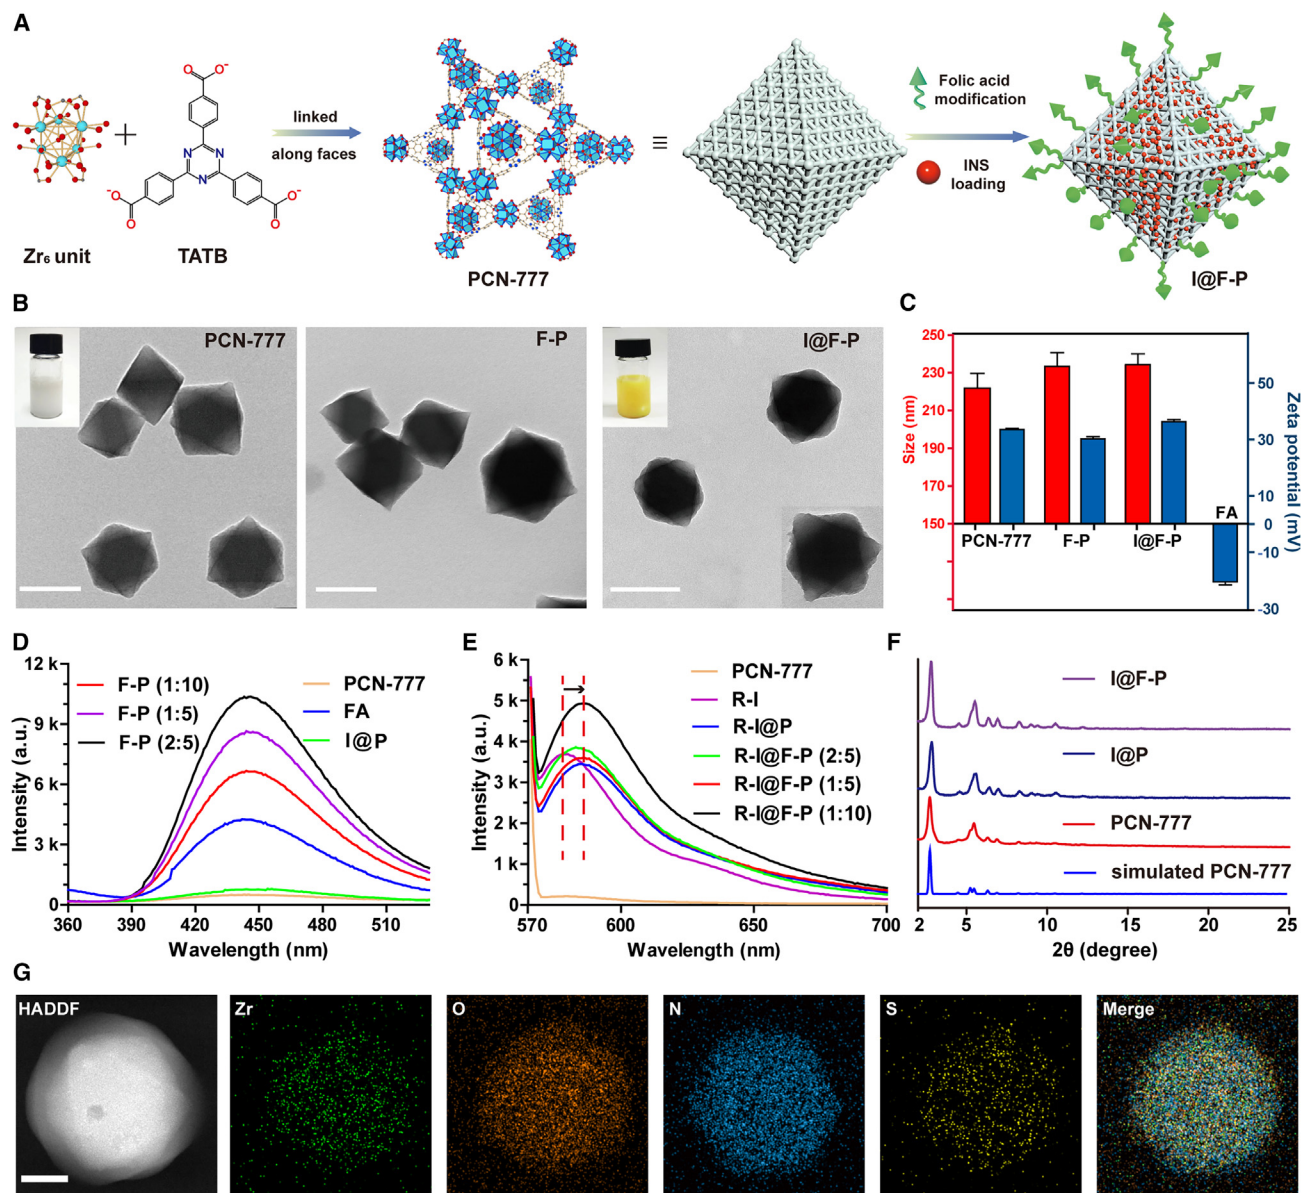 A
O
O⁻
N
N
N
⁻O
O
O⁻
O
+
linked
along faces
≡
Folic acid
modification
INS
loading
Zr₆ unit
TATB
PCN-777
I@F-P
B
PCN-777
F-P
I@F-P
C
250
230
210
190
170
150
Size (nm)
50
30
10
0
-10
-30
Zeta potential (mV)
PCN-777
F-P
I@F-P
FA
D
12 k
9 k
6 k
3 k
0
Intensity (a.u.)
F-P (1:10)
F-P (1:5)
F-P (2:5)
PCN-777
FA
I@P
360
390
420
450
510
Wavelength (nm)
E
6 k
5 k
4 k
3 k
2 k
1 k
0
Intensity (a.u.)
PCN-777
R-I
R-I@P
R-I@F-P (2:5)
R-I@F-P (1:5)
R-I@F-P (1:10)
570
600
650
700
Wavelength (nm)
F
I@F-P
I@P
PCN-777
simulated PCN-777
2
5
10
15
20
25
2θ (degree)
G
HADDF
Zr
O
N
S
Merge